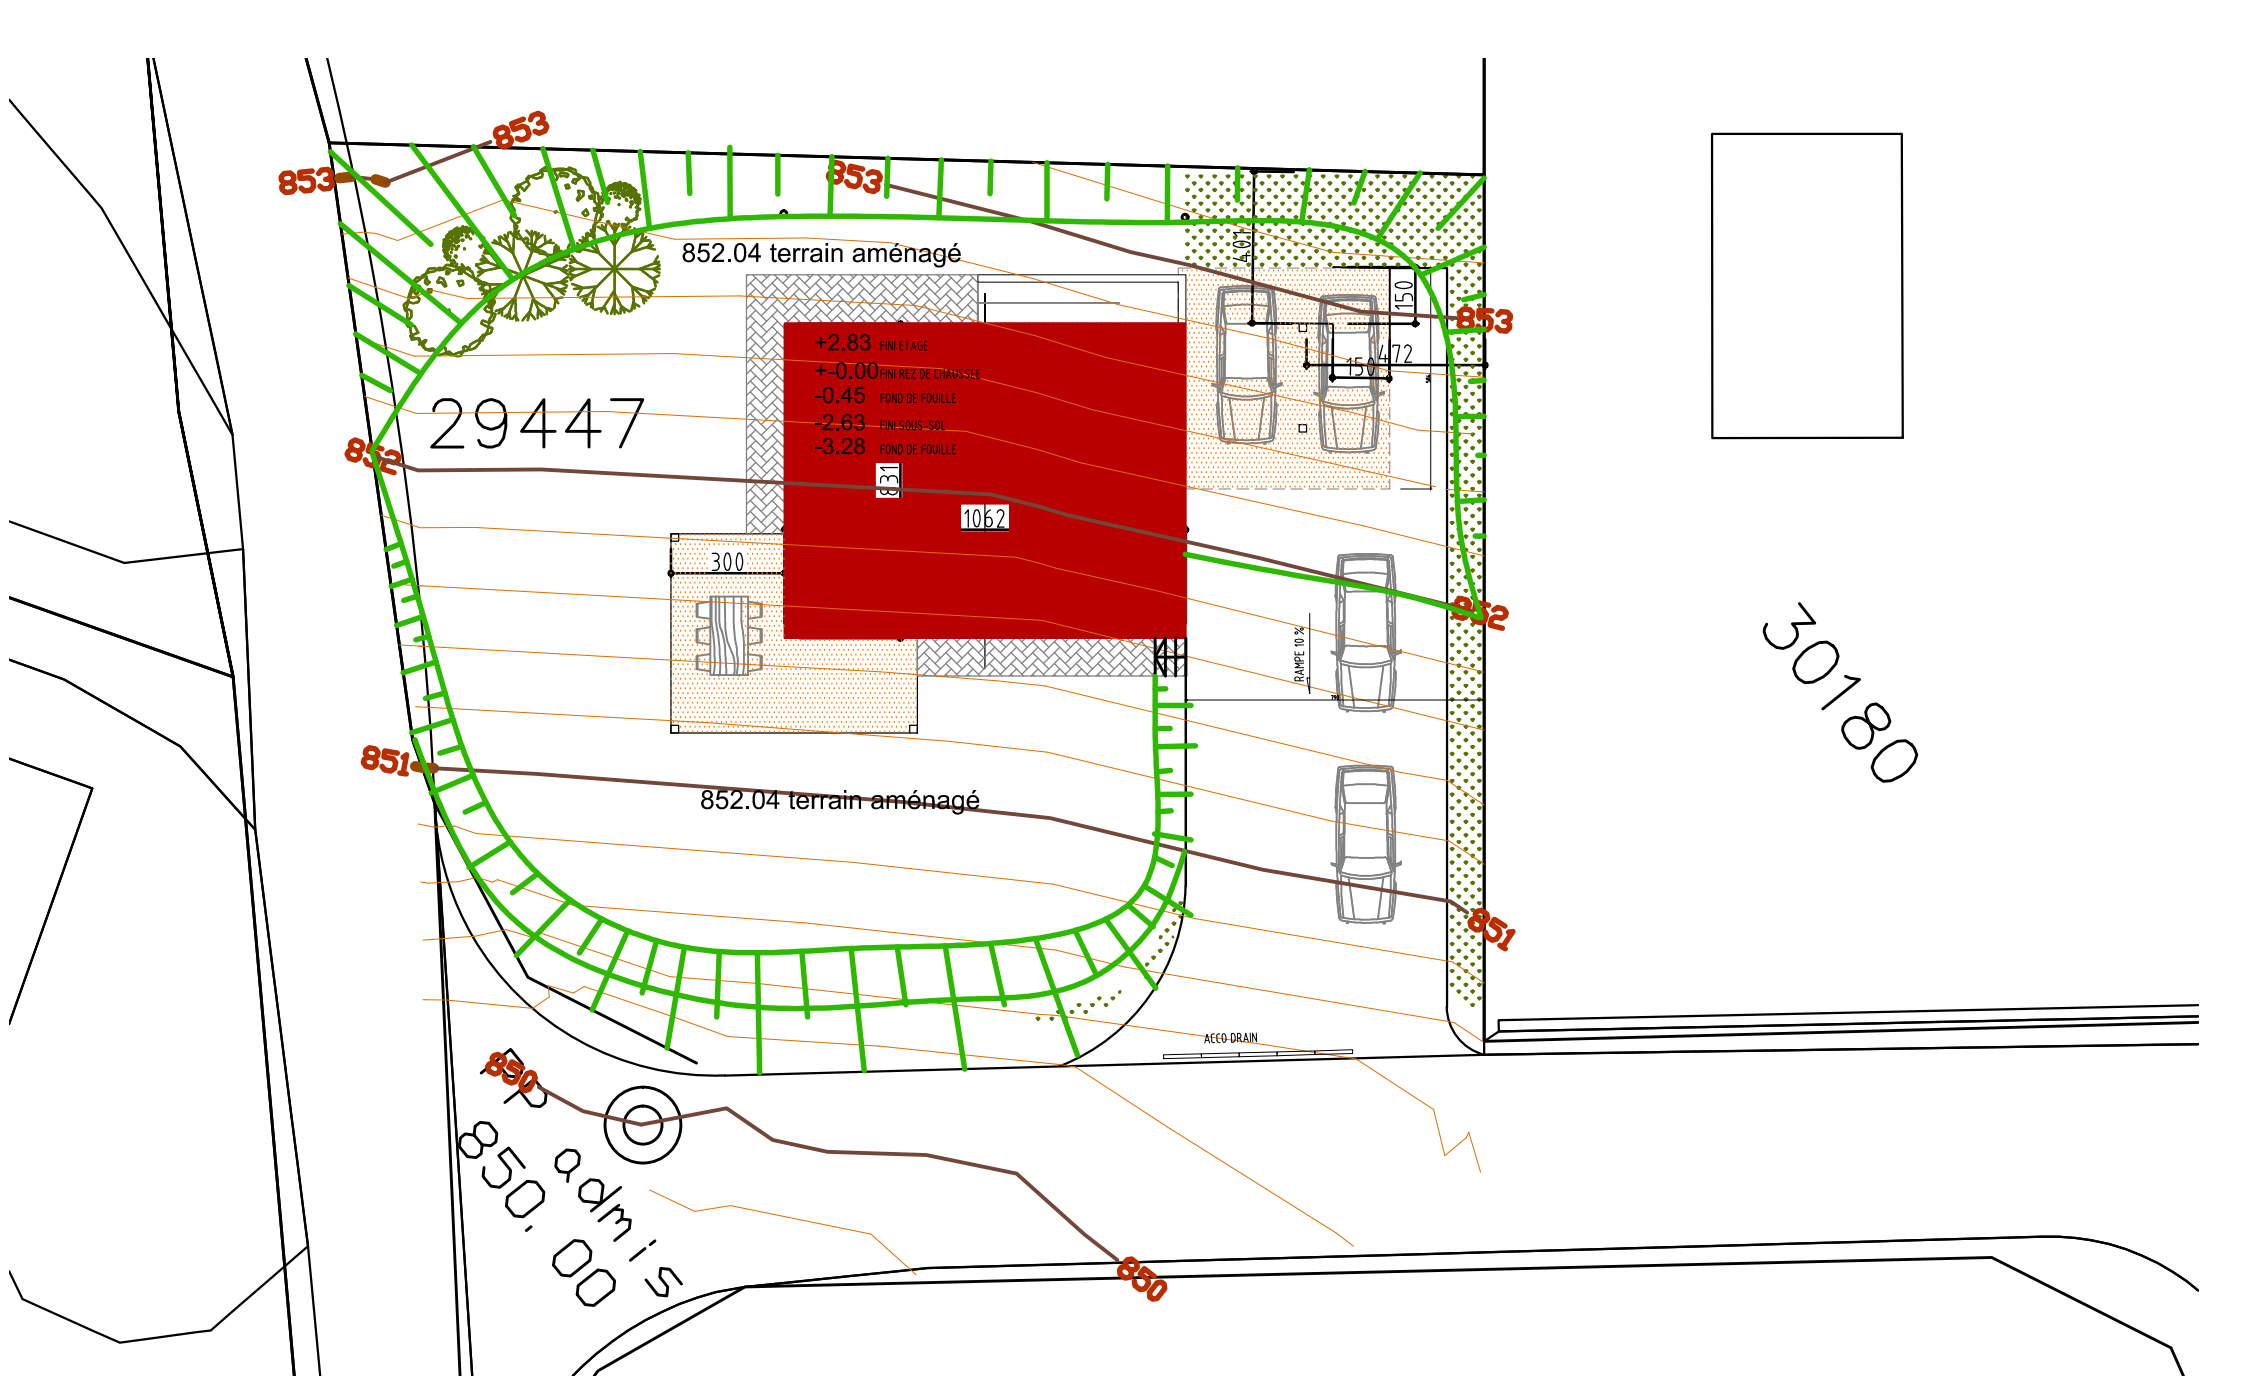 853
853
853
852.04 terrain aménagé
401
150
853
+2.83 FINI ETAGE
+-0.00 FINI REZ DE CHAUSSEE
-0.45 FOND DE FOUILLE
-2.63 FINI SOUS-SOL
-3.28 FOND DE FOUILLE
472
150
29447
852
831
1062
300
852
RAMPE 10 %
30180
851
852.04 terrain aménagé
851
ACCO DRAIN
850
Pp admis
850.00
850